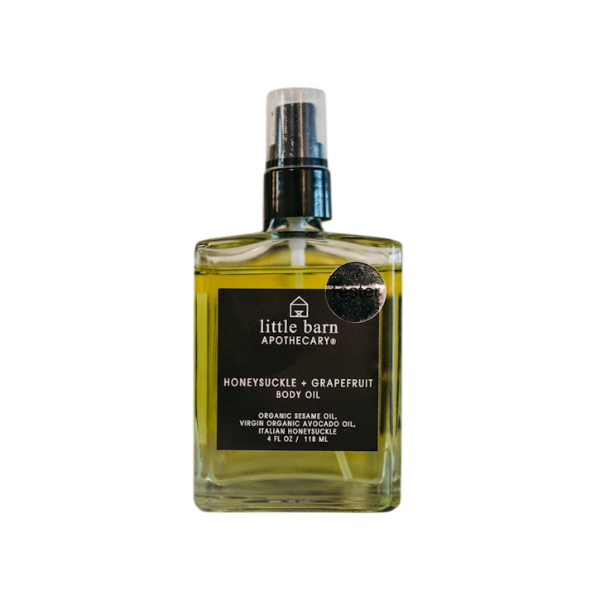 Tester
little barn
APOTHECARY®
HONEYSUCKLE + GRAPEFRUIT
BODY OIL
ORGANIC SESAME OIL,
VIRGIN ORGANIC AVOCADO OIL,
ITALIAN HONEYSUCKLE
4 FL OZ / 118 ML